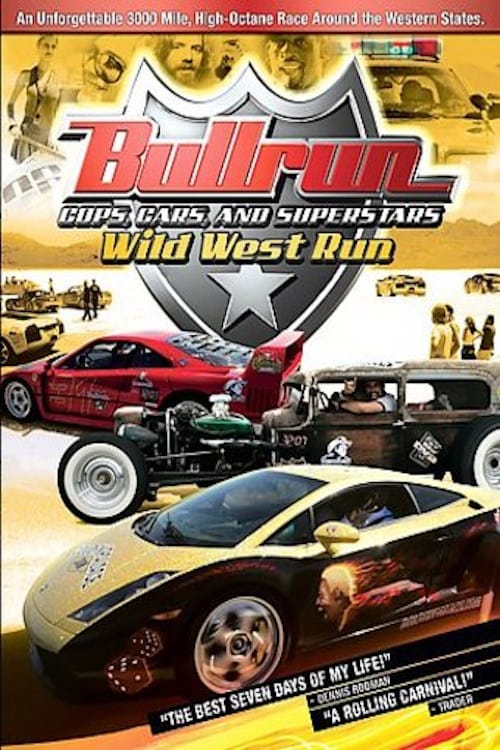 An Unforgettable 3000 Mile, High-Octane Race Around the Western States.
Bullrun
COPS, CARS, AND SUPERSTARS
Wild West Run
"THE BEST SEVEN DAYS OF MY LIFE!"
- DENNIS RODMAN
"A ROLLING CARNIVAL!"
- TRADER